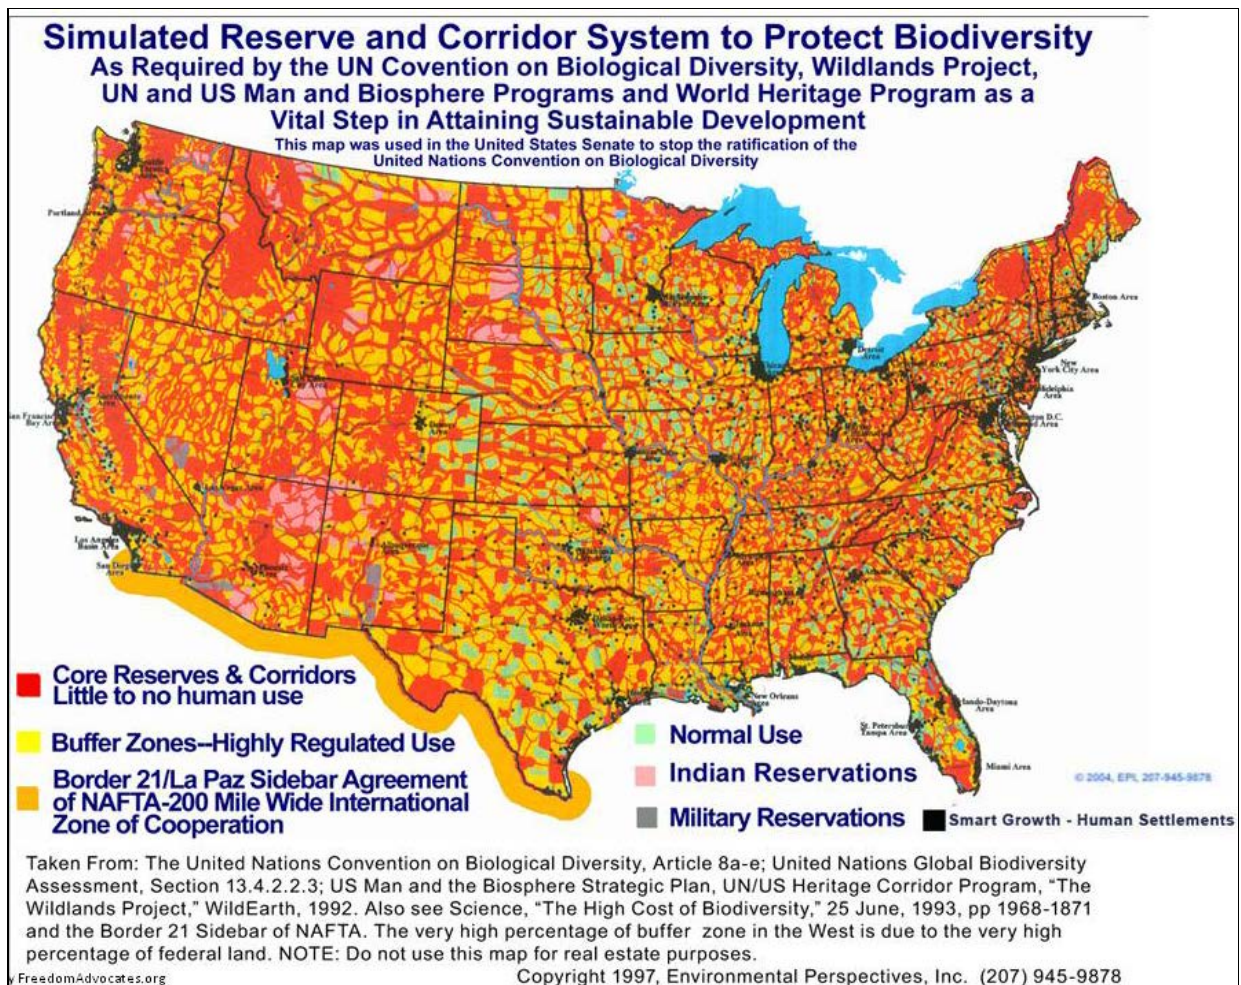 Simulated Reserve and Corridor System to Protect Biodiversity
As Required by the UN Covention on Biological Diversity, Wildlands Project,
UN and US Man and Biosphere Programs and World Heritage Program as a
Vital Step in Attaining Sustainable Development
This map was used in the United States Senate to stop the ratification of the
United Nations Convention on Biological Diversity
Portland Area
Boston Area
Detroit
Area
New
York City Area
Philadelphia
Area
Washington D.C.
Area
San Francisco
Bay Area
Los Angeles
Basin Area
San Diego
Area
New Orleans
Area
Orlando-Daytona
Area
St. Petersburg
Tampa Area
Miami Area
Core Reserves & Corridors
Little to no human use
Buffer Zones--Highly Regulated Use
Border 21/La Paz Sidebar Agreement
of NAFTA-200 Mile Wide International
Zone of Cooperation
Normal Use
Indian Reservations
Military Reservations
Smart Growth - Human Settlements
© 2004, EPI, 207-945-9878
Taken From: The United Nations Convention on Biological Diversity, Article 8a-e; United Nations Global Biodiversity
Assessment, Section 13.4.2.2.3; US Man and the Biosphere Strategic Plan, UN/US Heritage Corridor Program, “The
Wildlands Project,” WildEarth, 1992. Also see Science, “The High Cost of Biodiversity,” 25 June, 1993, pp 1968-1871
and the Border 21 Sidebar of NAFTA. The very high percentage of buffer zone in the West is due to the very high
percentage of federal land. NOTE: Do not use this map for real estate purposes.
y FreedomAdvocates.org
Copyright 1997, Environmental Perspectives, Inc. (207) 945-9878